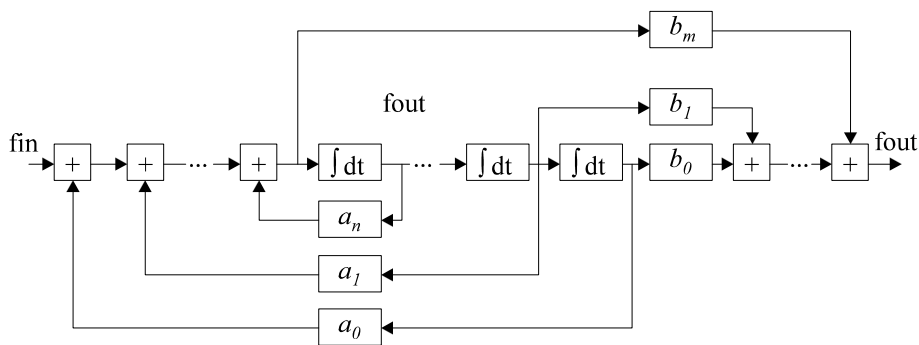 b_m
fout
b_1
fin + + ... + ∫dt ... ∫dt ∫dt b_0 + ... + fout
a_n
a_1
a_0